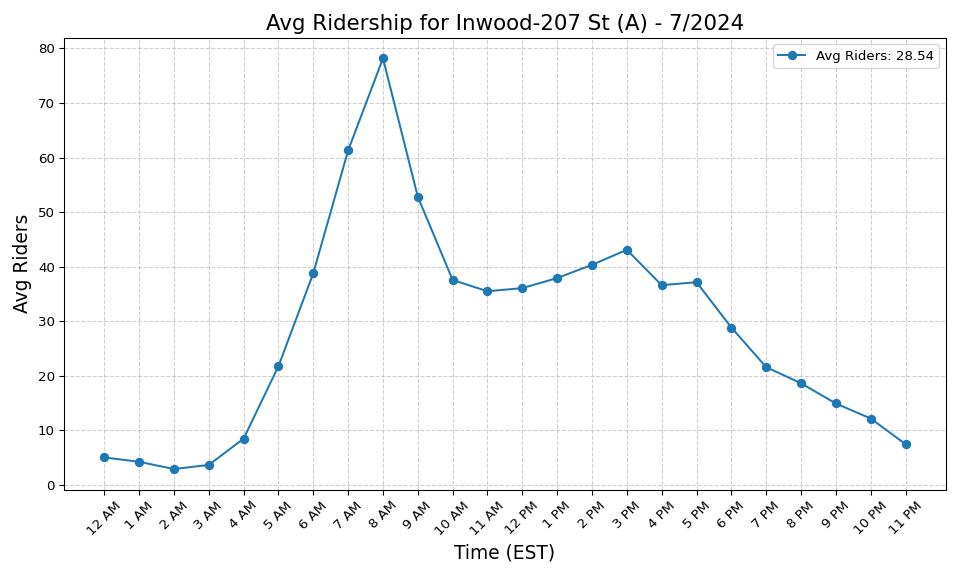 Avg Ridership for Inwood-207 St (A) - 7/2024
Avg Riders: 28.54
Avg Riders
80
70
60
50
40
30
20
10
0
12 AM
1 AM
2 AM
3 AM
4 AM
5 AM
6 AM
7 AM
8 AM
9 AM
10 AM
11 AM
12 PM
1 PM
2 PM
3 PM
4 PM
5 PM
6 PM
7 PM
8 PM
9 PM
10 PM
11 PM
Time (EST)